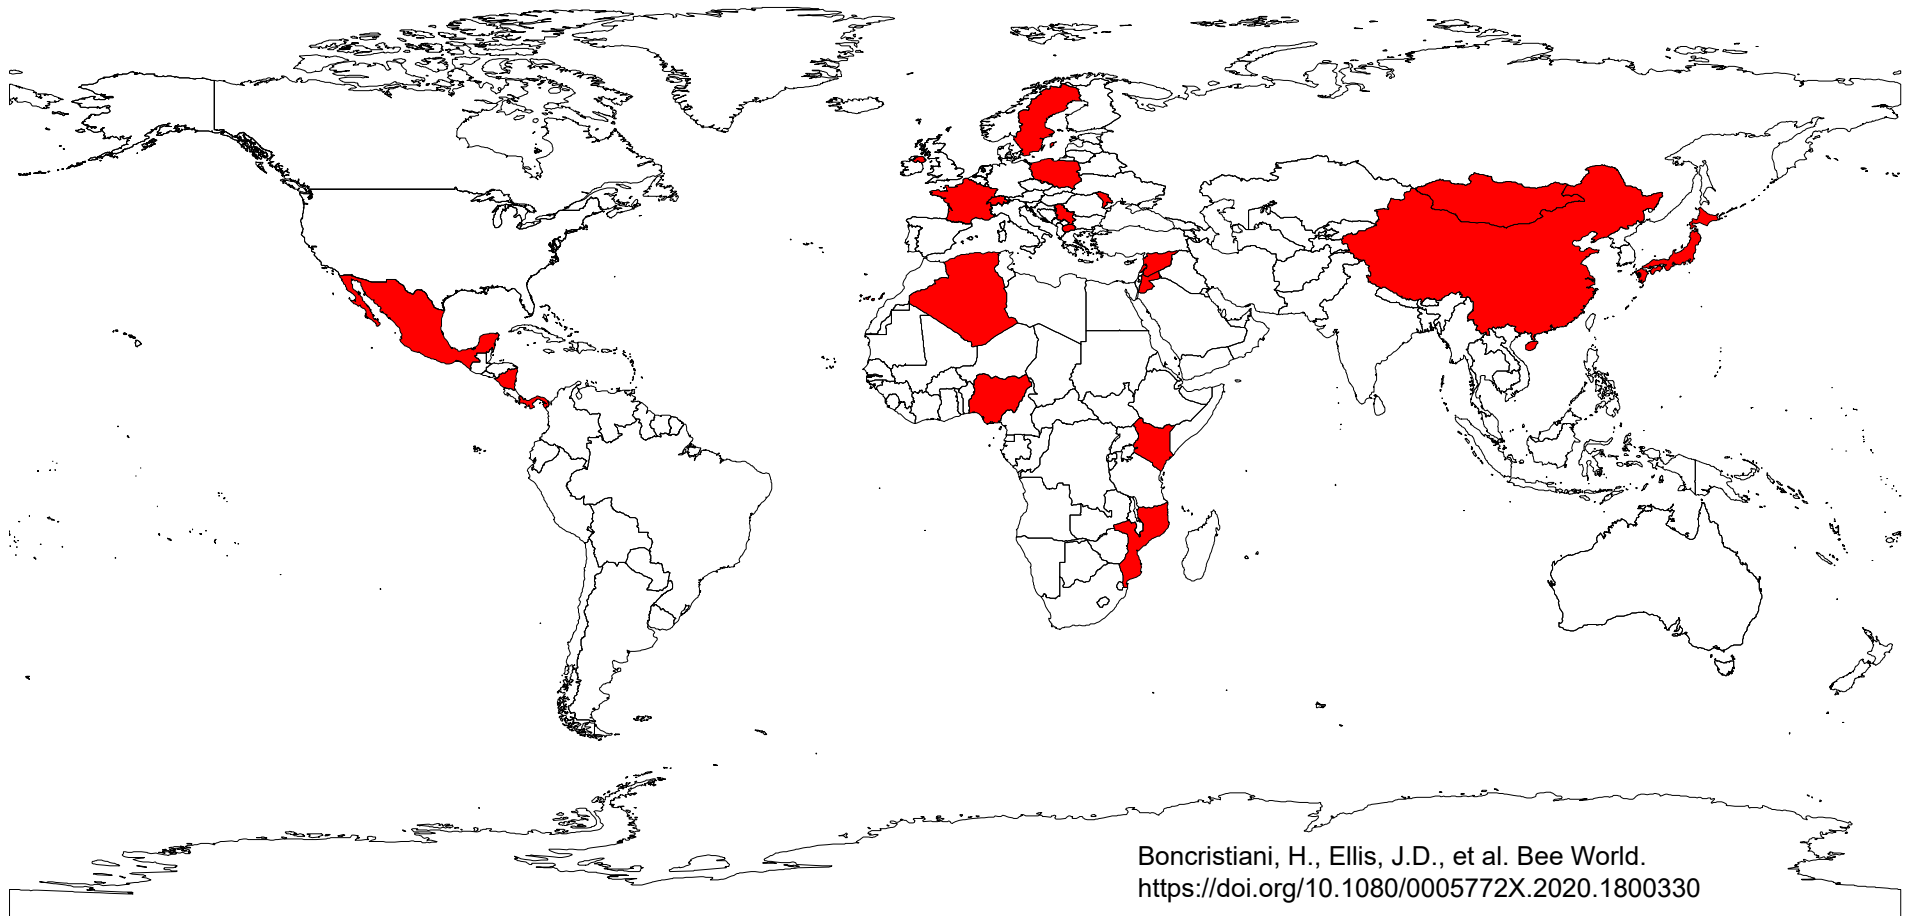 Boncristiani, H., Ellis, J.D., et al. Bee World.
https://doi.org/10.1080/0005772X.2020.1800330